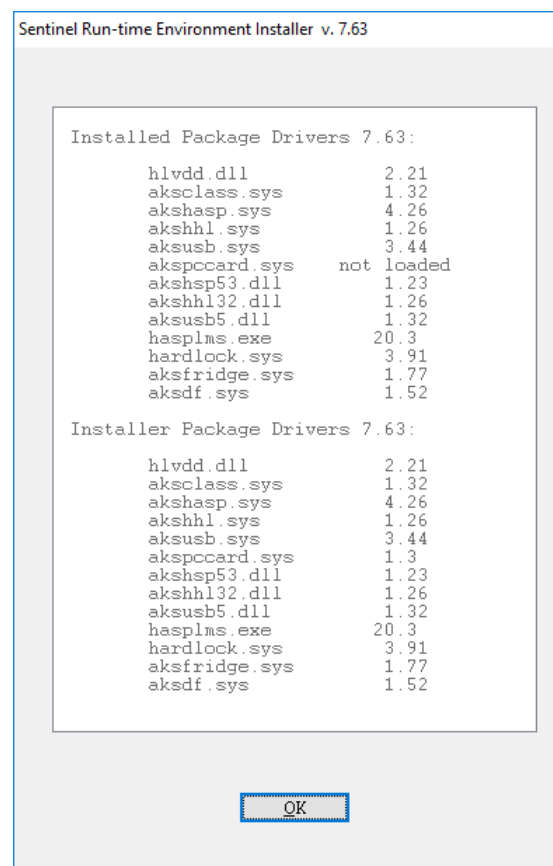 Sentinel Run-time Environment Installer v. 7.63
Installed Package Drivers 7.63:
hlvdd.dll 2.21
aksclass.sys 1.32
akshasp.sys 4.26
akshhl.sys 1.26
aksusb.sys 3.44
akspccard.sys not loaded
akshsp53.dll 1.23
akshhl32.dll 1.26
aksusb5.dll 1.32
hasplms.exe 20.3
hardlock.sys 3.91
aksfridge.sys 1.77
aksdf.sys 1.52
Installer Package Drivers 7.63:
hlvdd.dll 2.21
aksclass.sys 1.32
akshasp.sys 4.26
akshhl.sys 1.26
aksusb.sys 3.44
akspccard.sys 1.3
akshsp53.dll 1.23
akshhl32.dll 1.26
aksusb5.dll 1.32
hasplms.exe 20.3
hardlock.sys 3.91
aksfridge.sys 1.77
aksdf.sys 1.52
OK